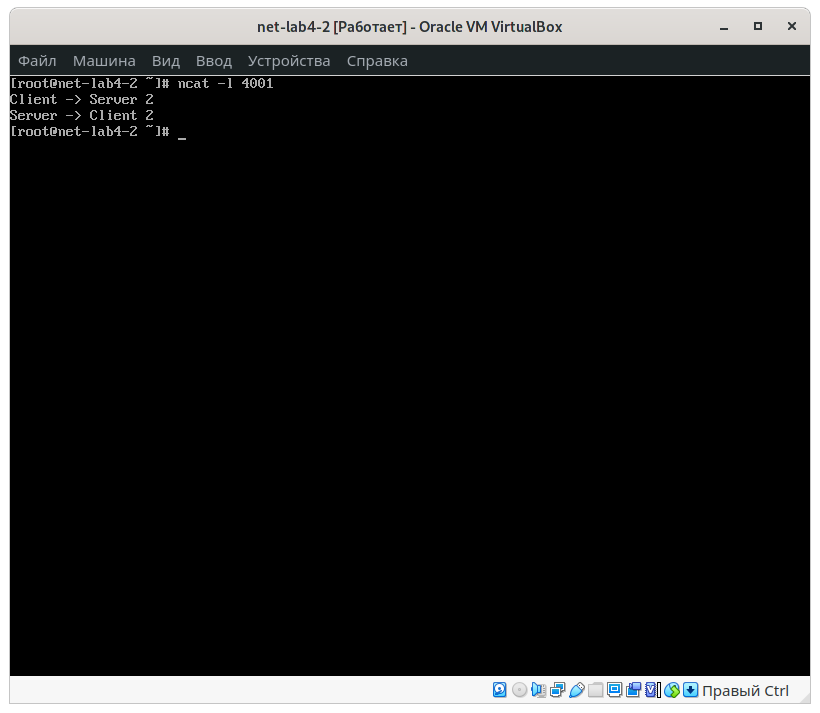 net-lab4-2 [Работает] - Oracle VM VirtualBox
Файл Машина Вид Ввод Устройства Справка
[root@net-lab4-2 ~]# ncat -l 4001
Client -> Server 2
Server -> Client 2
[root@net-lab4-2 ~]# _
Правый Ctrl